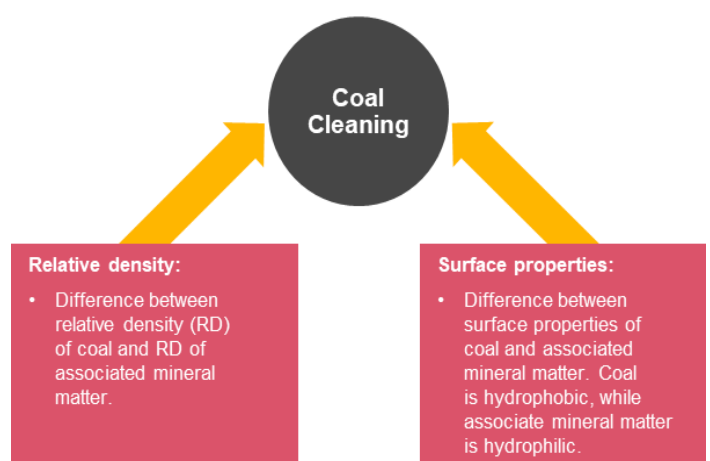 Coal
Cleaning
Relative density:
• Difference between
relative density (RD)
of coal and RD of
associated mineral
matter.
Surface properties:
• Difference between
surface properties of
coal and associated
mineral matter. Coal
is hydrophobic, while
associate mineral matter
is hydrophilic.